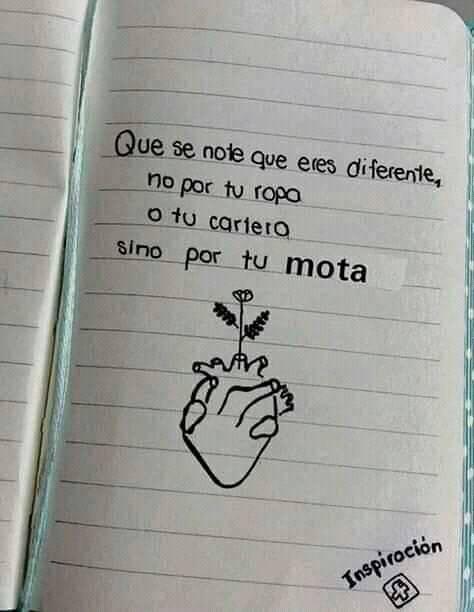 Que se note que eres diferente,
no por tu ropa
o tu cartera
sino por tu mota
Inspiración